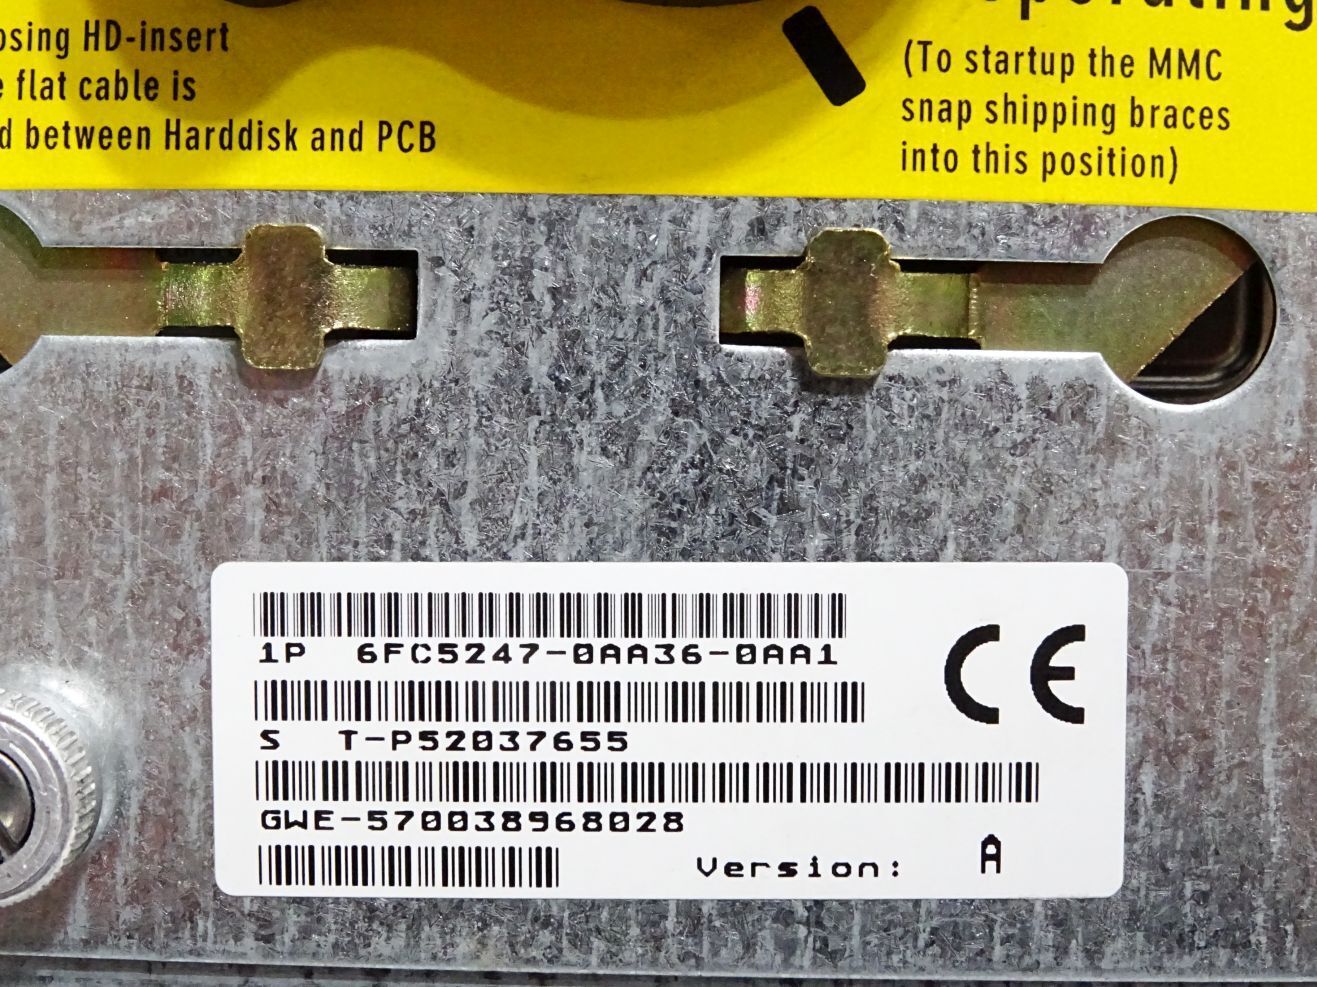 HD-insert
flat cable is
between Harddisk and PCB
(To startup the MMC
snap shipping braces
into this position)
1P 6FC5247-0AA36-0AA1
S T-P52037655
GWE-570038968028
Version: A
CE